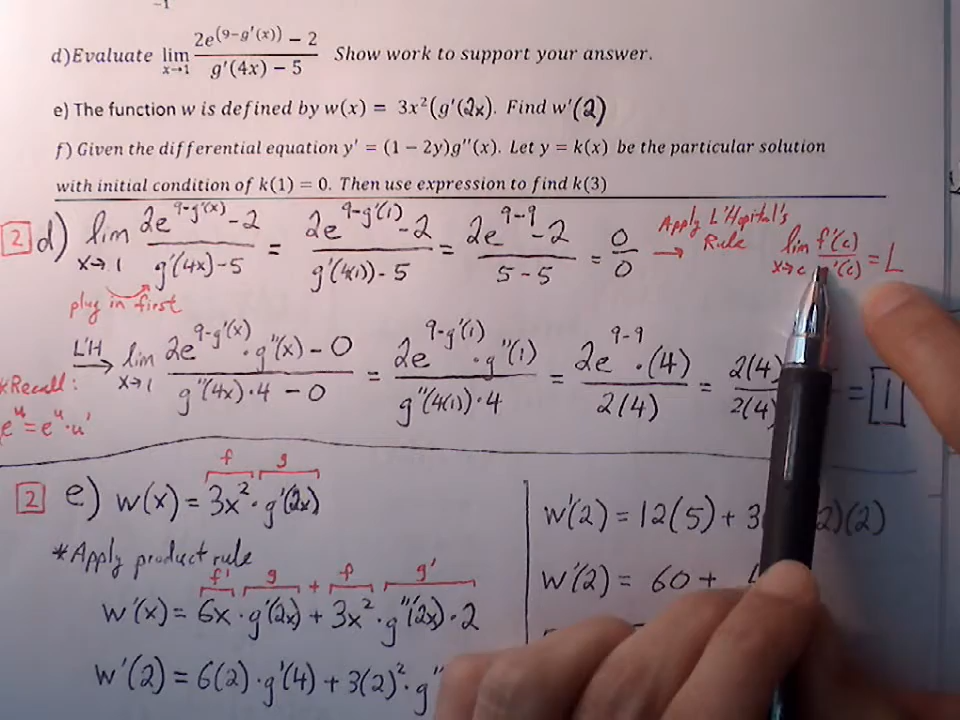 -1
d)Evaluate lim x→1 2e^(9−g'(x)) − 2 / g'(4x) − 5 Show work to support your answer.
e) The function w is defined by w(x) = 3x²(g'(2x). Find w'(2)
f) Given the differential equation y' = (1 − 2y)g''(x). Let y = k(x) be the particular solution
with initial condition of k(1) = 0. Then use expression to find k(3)
2 d) lim x→1 2e^9-g'(x) -2 / g'(4x)-5 = 2e^9-g'(1) -2 / g'(4(1))-5 = 2e^9-9 -2 / 5-5 = 0/0 → Apply L'Hopital's Rule lim x→c f'(c) / '(c) = L
plug in first
L'H → lim x→1 2e^9-g'(x) · g''(x) - 0 / g''(4x)·4 - 0 = 2e^9-g'(1) · g''(1) / g''(4(1))·4 = 2e^9-9 · (4) / 2(4) = 2(4) / 2(4) = 1
*Recall:
e^u = e^u · u'
f g
2 e) w(x) = 3x² · g'(2x)
*Apply product rule
f' g + f g'
w'(x) = 6x · g'(2x) + 3x² · g''(2x) · 2
w'(2) = 6(2) · g'(4) + 3(2)² · g''
w'(2) = 12(5) + 3 2)(2)
w'(2) = 60 +